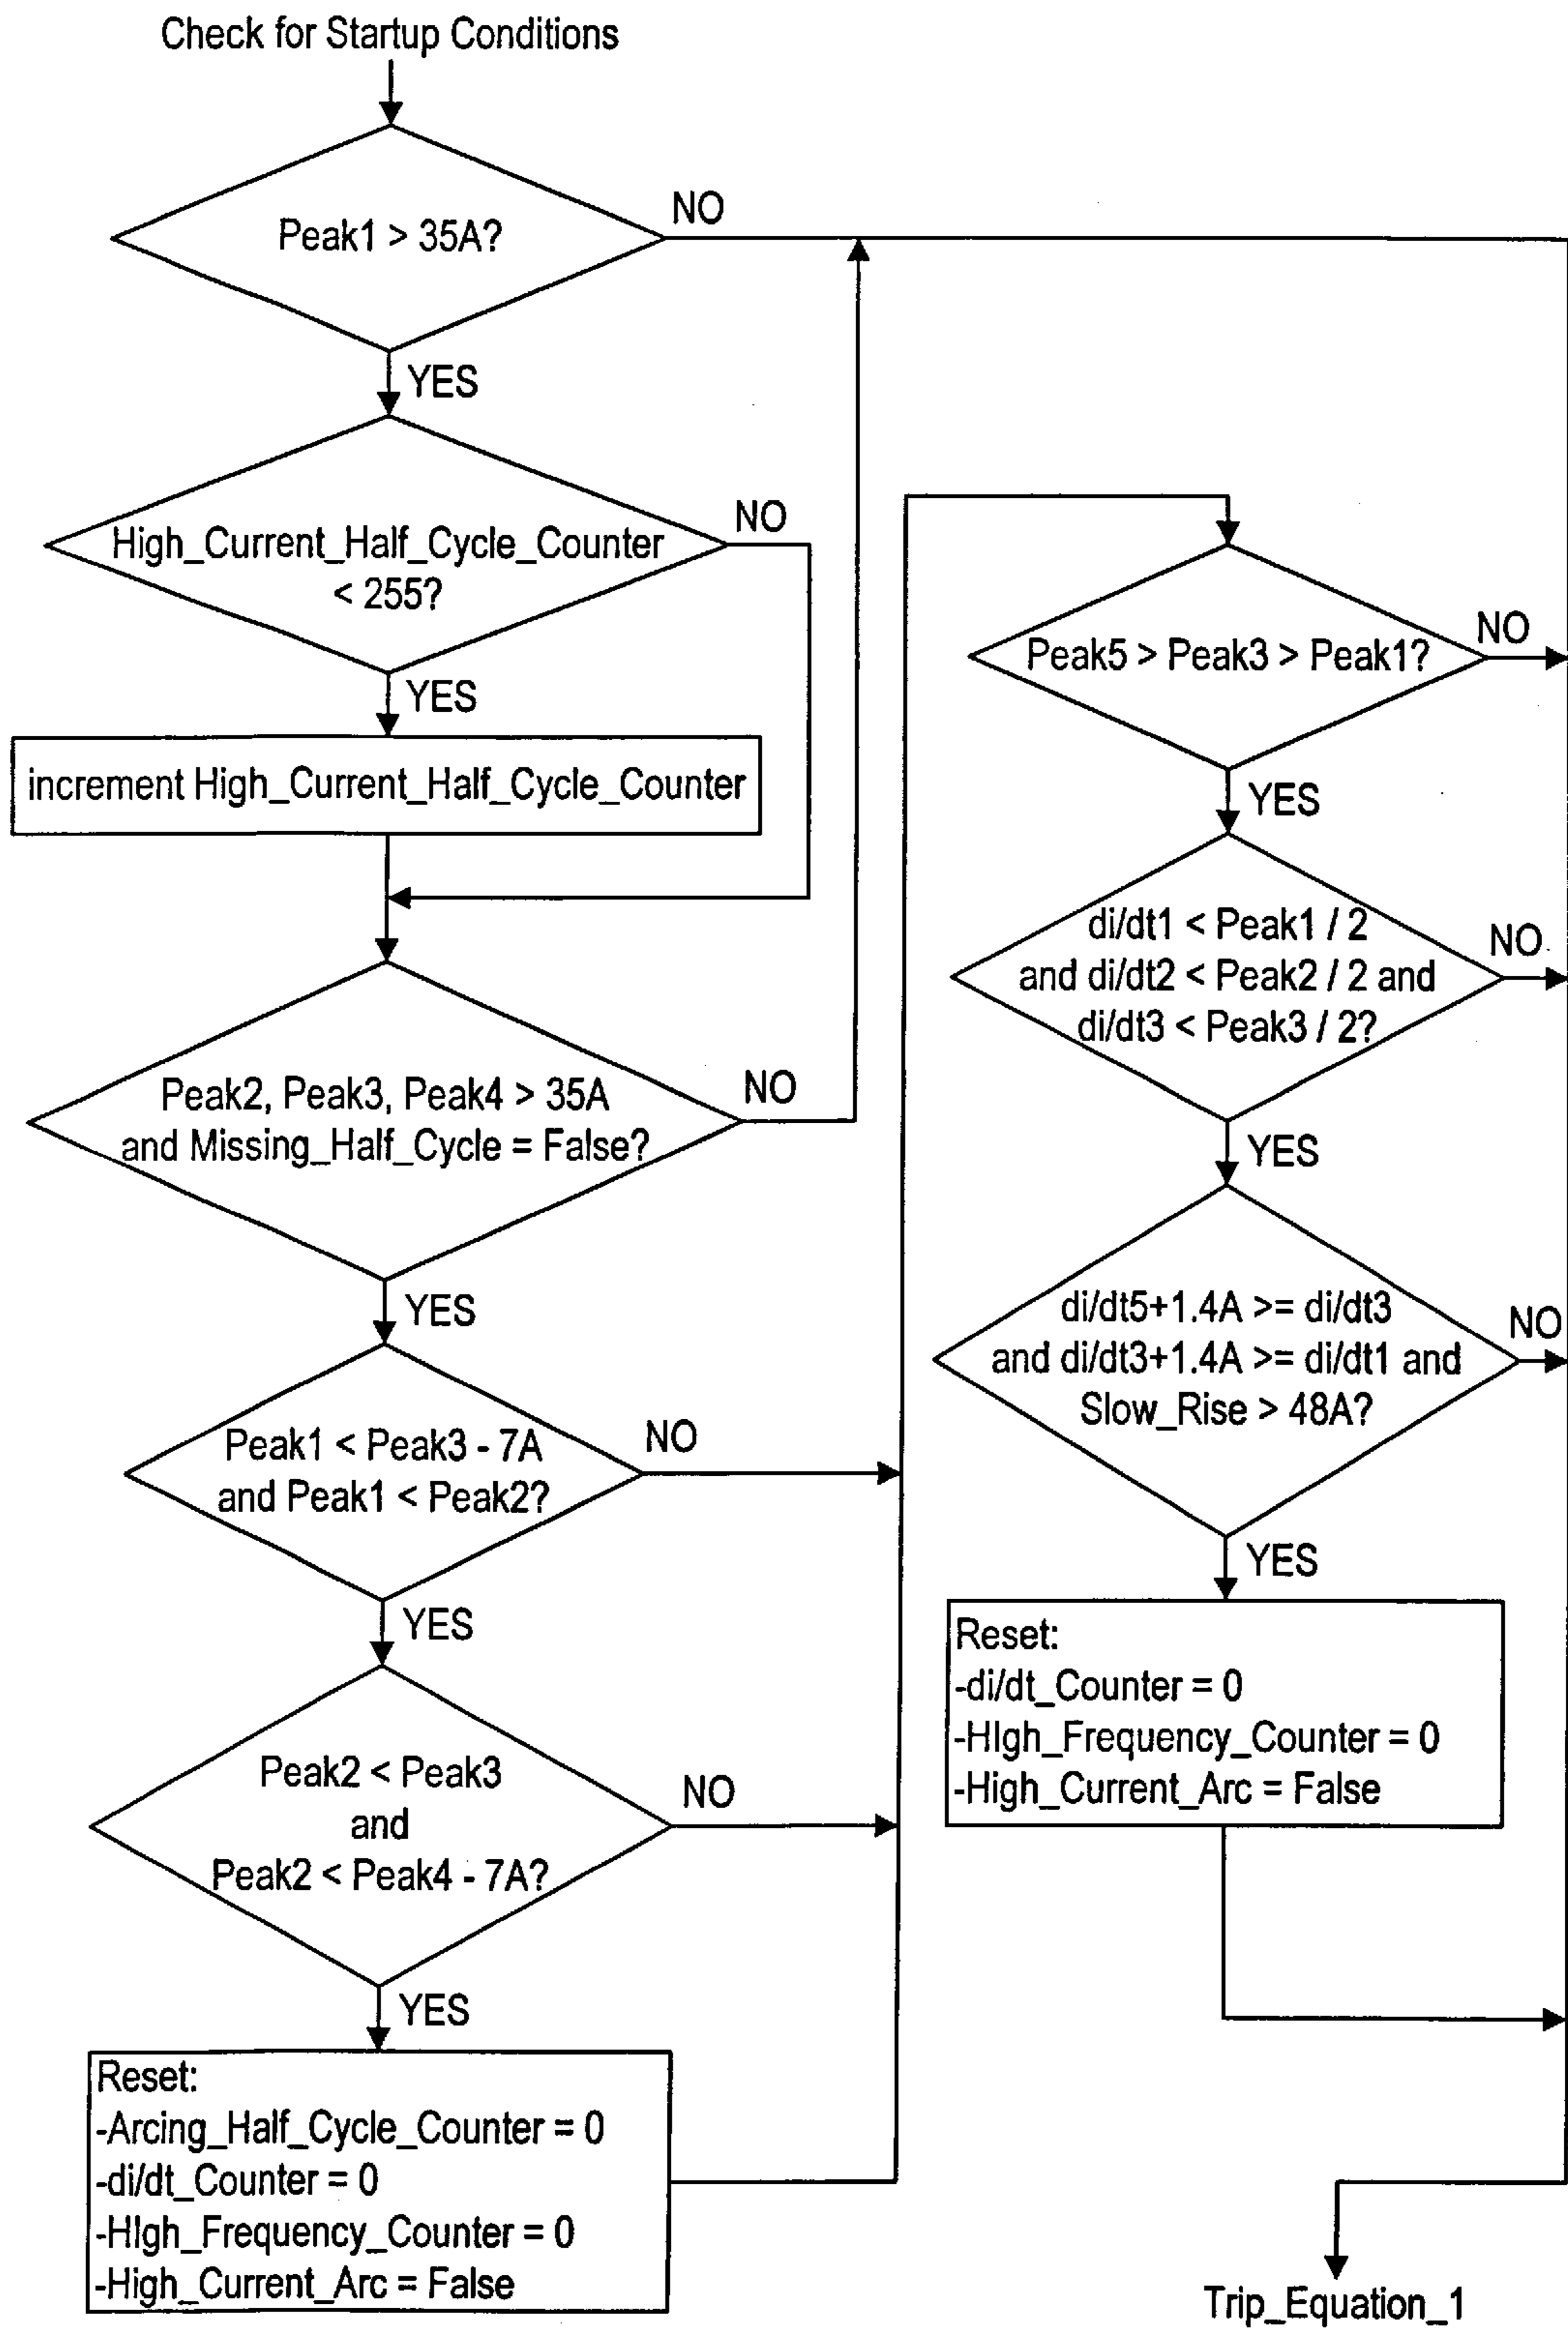 Check for Startup Conditions
Peak1 > 35A?
NO
YES
High_Current_Half_Cycle_Counter
< 255?
NO
YES
increment High_Current_Half_Cycle_Counter
Peak2, Peak3, Peak4 > 35A
and Missing_Half_Cycle = False?
NO
YES
Peak1 < Peak3 - 7A
and Peak1 < Peak2?
NO
YES
Peak2 < Peak3
and
Peak2 < Peak4 - 7A?
NO
YES
Reset:
-Arcing_Half_Cycle_Counter = 0
-di/dt_Counter = 0
-HIgh_Frequency_Counter = 0
-High_Current_Arc = False
Peak5 > Peak3 > Peak1?
NO
YES
di/dt1 < Peak1 / 2
and di/dt2 < Peak2 / 2 and
di/dt3 < Peak3 / 2?
NO
YES
di/dt5+1.4A >= di/dt3
and di/dt3+1.4A >= di/dt1 and
Slow_Rise > 48A?
NO
YES
Reset:
-di/dt_Counter = 0
-HIgh_Frequency_Counter = 0
-High_Current_Arc = False
Trip_Equation_1